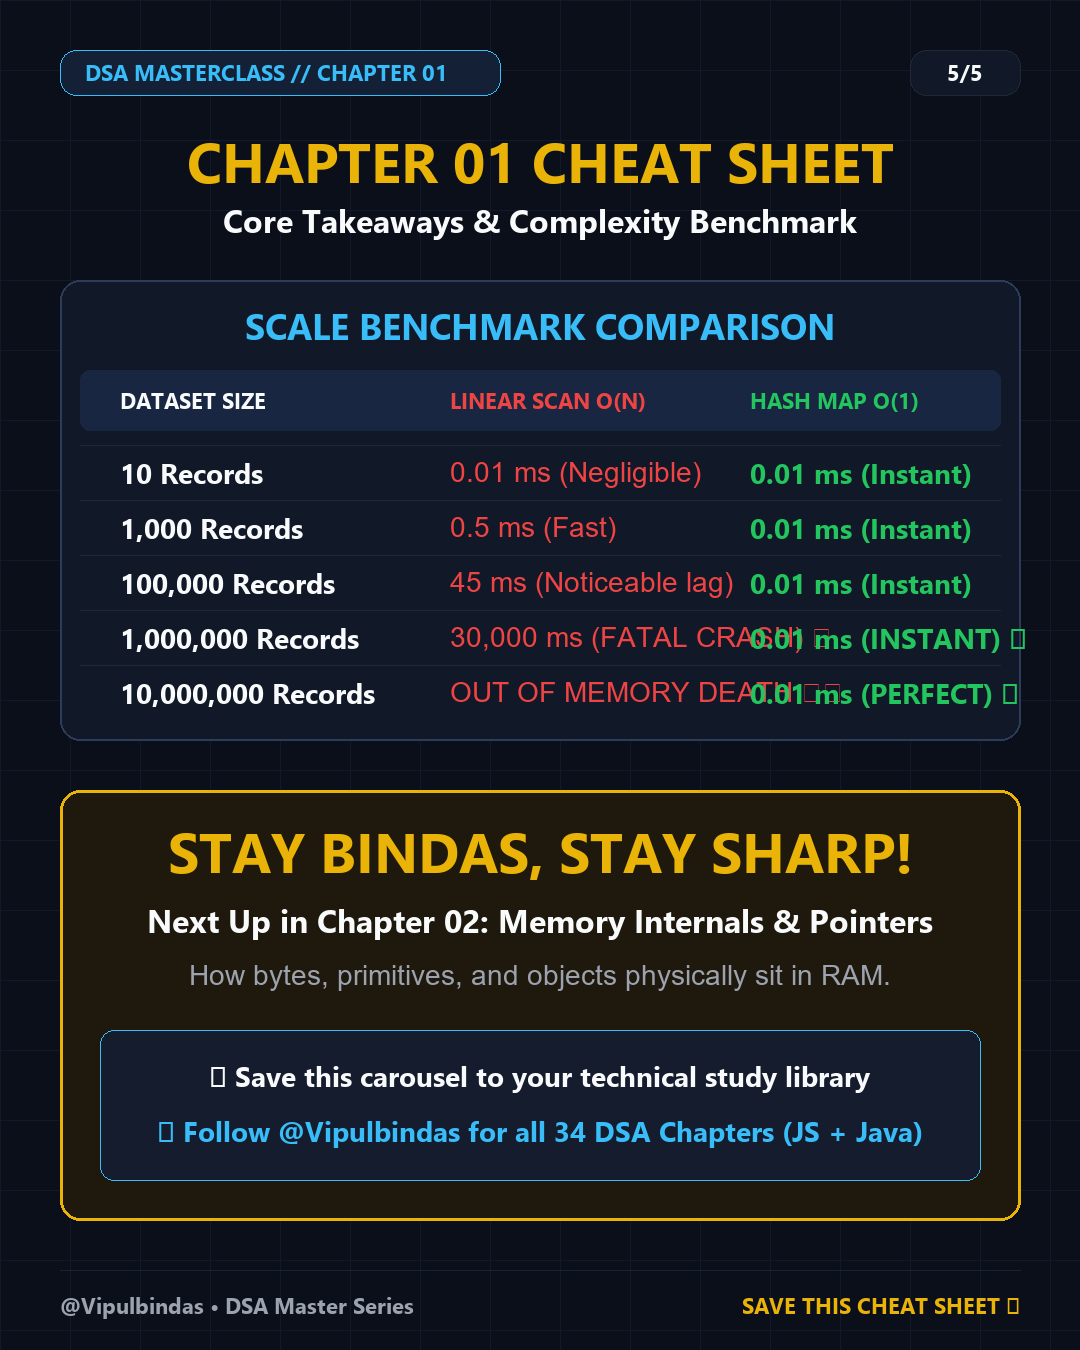 DSA MASTERCLASS // CHAPTER 01
5/5
CHAPTER 01 CHEAT SHEET
Core Takeaways & Complexity Benchmark
SCALE BENCHMARK COMPARISON
DATASET SIZE LINEAR SCAN O(N) HASH MAP O(1)
10 Records 0.01 ms (Negligible) 0.01 ms (Instant)
1,000 Records 0.5 ms (Fast) 0.01 ms (Instant)
100,000 Records 45 ms (Noticeable lag) 0.01 ms (Instant)
1,000,000 Records 30,000 ms (FATAL CRASH) 0.01 ms (INSTANT)
10,000,000 Records OUT OF MEMORY DEATH 0.01 ms (PERFECT)
STAY BINDAS, STAY SHARP!
Next Up in Chapter 02: Memory Internals & Pointers
How bytes, primitives, and objects physically sit in RAM.
Save this carousel to your technical study library
Follow @Vipulbindas for all 34 DSA Chapters (JS + Java)
@Vipulbindas • DSA Master Series
SAVE THIS CHEAT SHEET